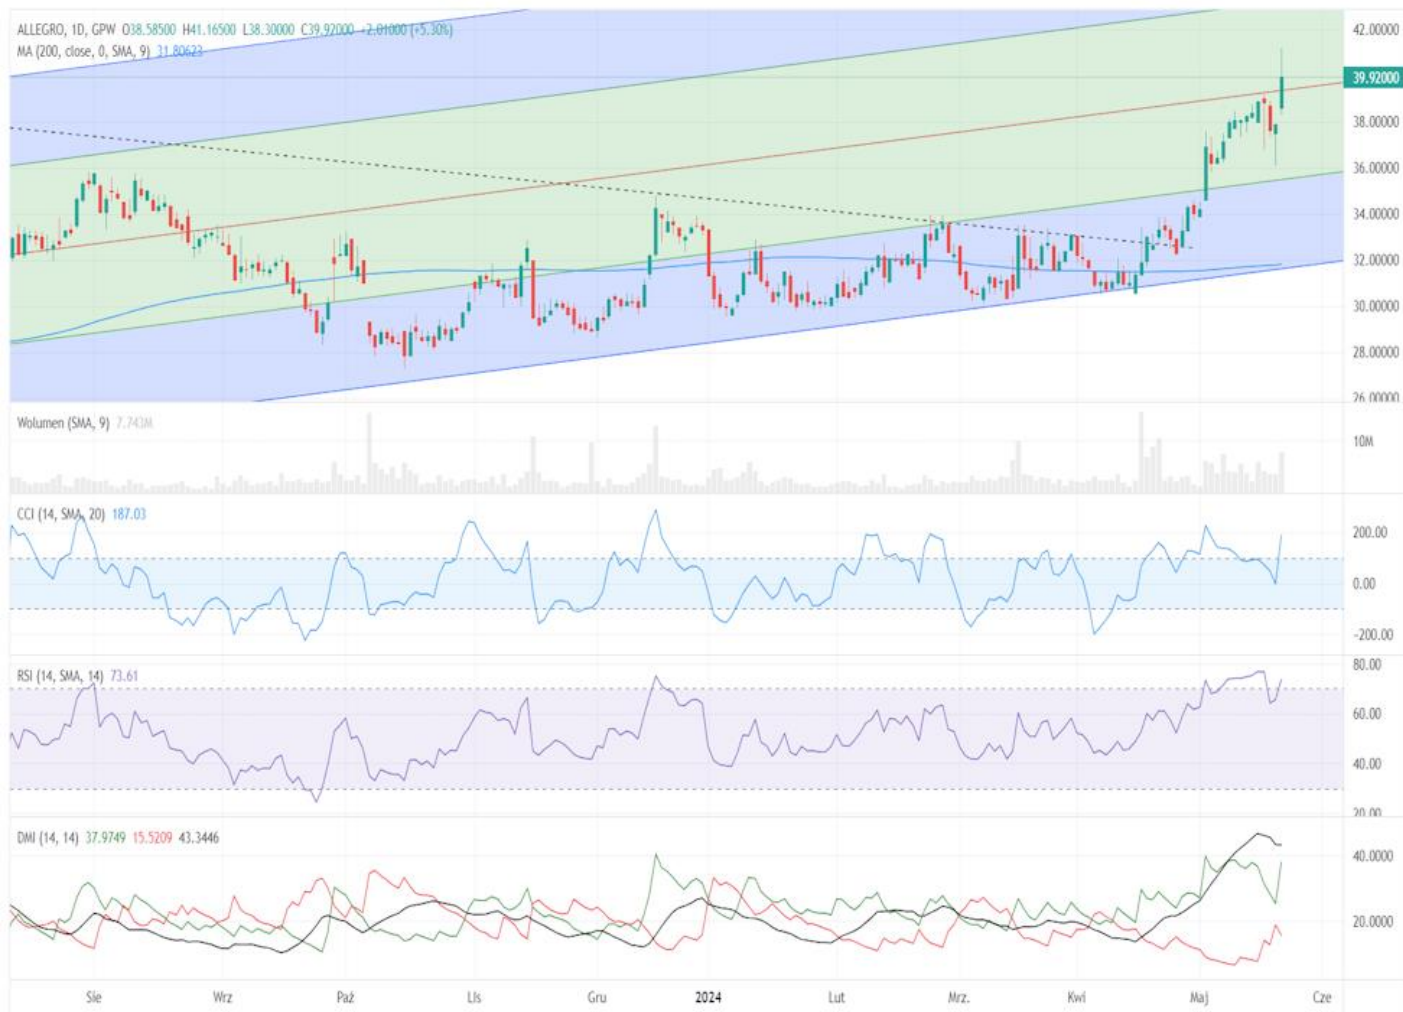 ALLEGRO, 1D, GPW O38.58500 H41.16500 L38.30000 C39.92000 +2.01000 (+5.30%)
MA (200, close, 0, SMA, 9) 31.80623
42.00000
39.92000
38.00000
36.00000
34.00000
32.00000
30.00000
28.00000
26.00000
Wolumen (SMA, 9) 7.743M
10M
CCI (14, SMA, 20) 187.03
200.00
0.00
-200.00
RSI (14, SMA, 14) 73.61
80.00
60.00
40.00
20.00
DMI (14, 14) 37.9749 15.5209 43.3446
40.0000
20.0000
Sie Wrz Paź Lis Gru 2024 Lut Mrz. Kwi Maj Cze